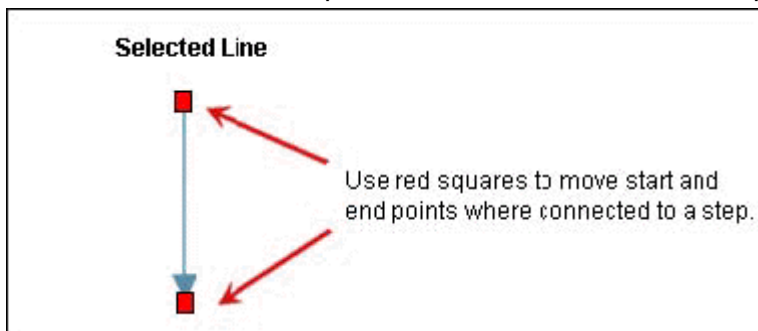 Selected Line
Use red squares to move start and
end points where connected to a step.